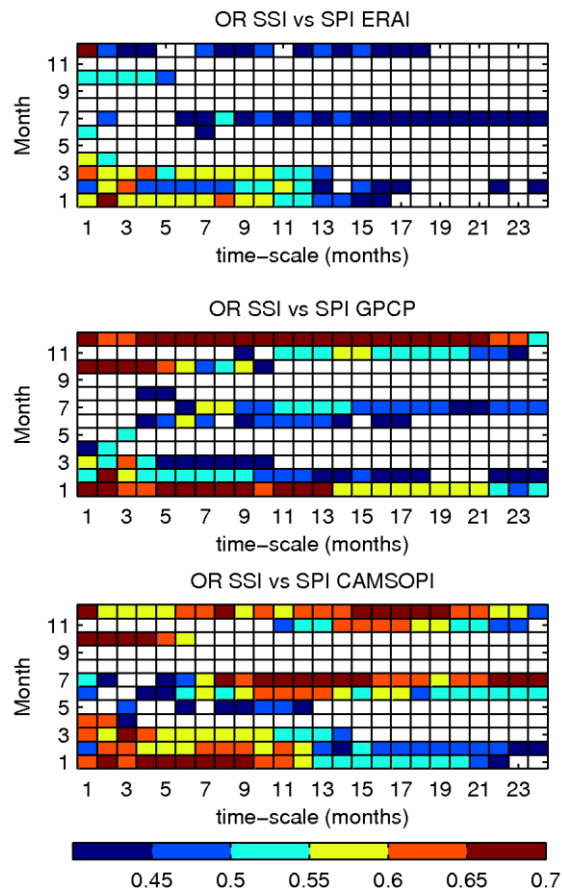 OR SSI vs SPI ERAI
11
9
7
5
3
1
Month
1 3 5 7 9 11 13 15 17 19 21 23
time-scale (months)
OR SSI vs SPI GPCP
11
9
7
5
3
1
Month
1 3 5 7 9 11 13 15 17 19 21 23
time-scale (months)
OR SSI vs SPI CAMSOPI
11
9
7
5
3
1
Month
1 3 5 7 9 11 13 15 17 19 21 23
time-scale (months)
0.45 0.5 0.55 0.6 0.65 0.7